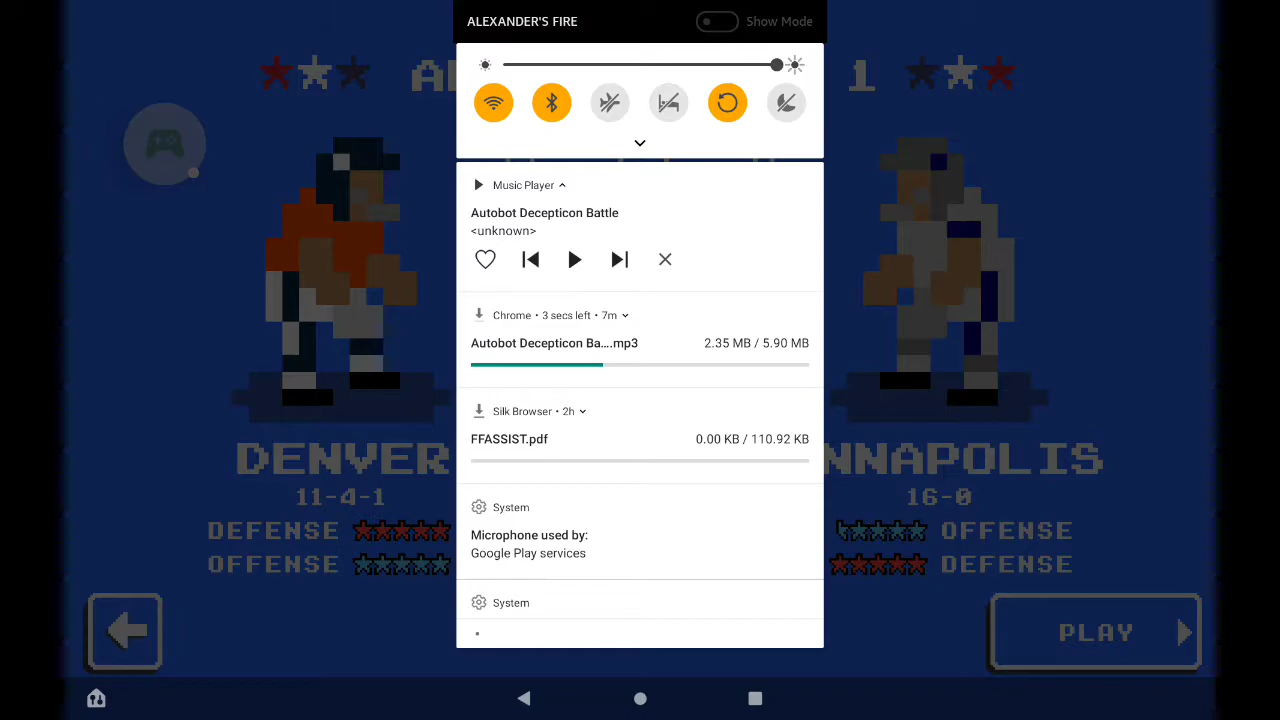 ALEXANDER'S FIRE
Show Mode
1
Music Player
Autobot Decepticon Battle
<unknown>
Chrome • 3 secs left • 7m
Autobot Decepticon Ba....mp3
2.35 MB / 5.90 MB
Silk Browser • 2h
FFASSIST.pdf
0.00 KB / 110.92 KB
System
Microphone used by:
Google Play services
System
DENVER
11-4-1
DEFENSE
OFFENSE
NNAPOLIS
16-0
OFFENSE
DEFENSE
PLAY